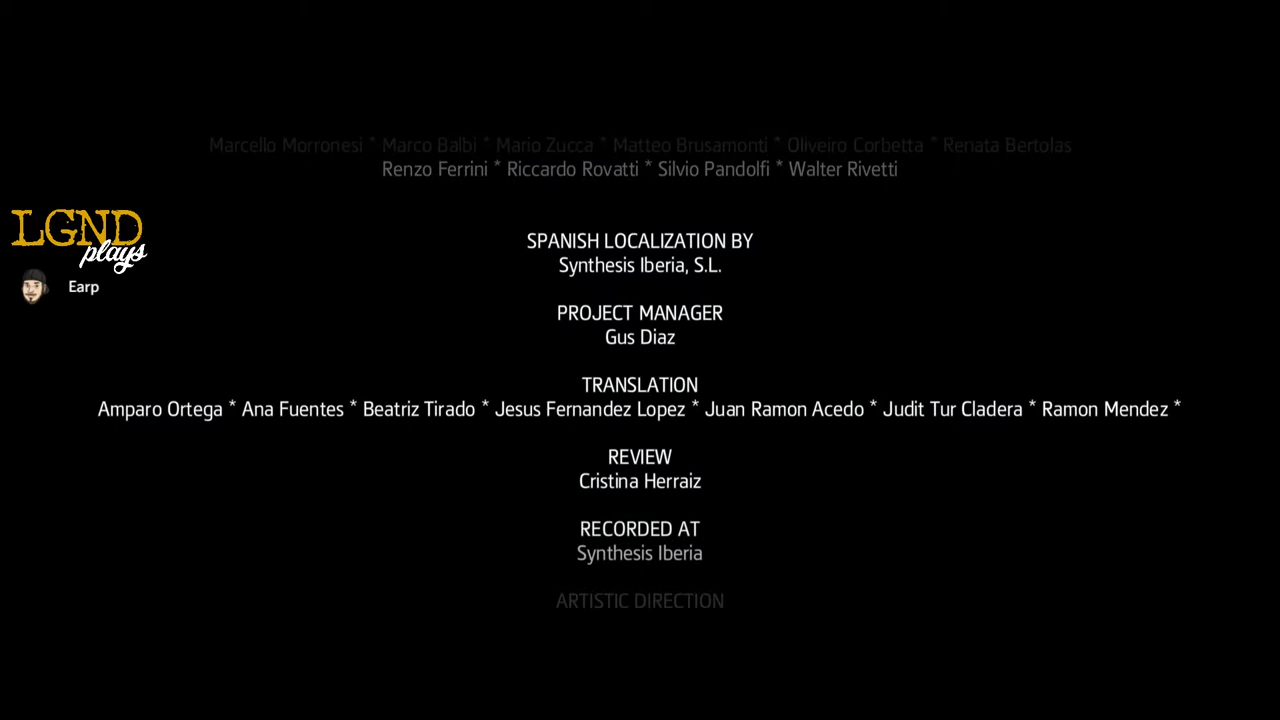 Marcello Morronesi * Marco Balbi * Mario Zucca * Matteo Brusamonti * Oliveiro Corbetta * Renata Bertolas
Renzo Ferrini * Riccardo Rovatti * Silvio Pandolfi * Walter Rivetti
LGND
plays
Earp
SPANISH LOCALIZATION BY
Synthesis Iberia, S.L.
PROJECT MANAGER
Gus Diaz
TRANSLATION
Amparo Ortega * Ana Fuentes * Beatriz Tirado * Jesus Fernandez Lopez * Juan Ramon Acedo * Judit Tur Cladera * Ramon Mendez *
REVIEW
Cristina Herraiz
RECORDED AT
Synthesis Iberia
ARTISTIC DIRECTION